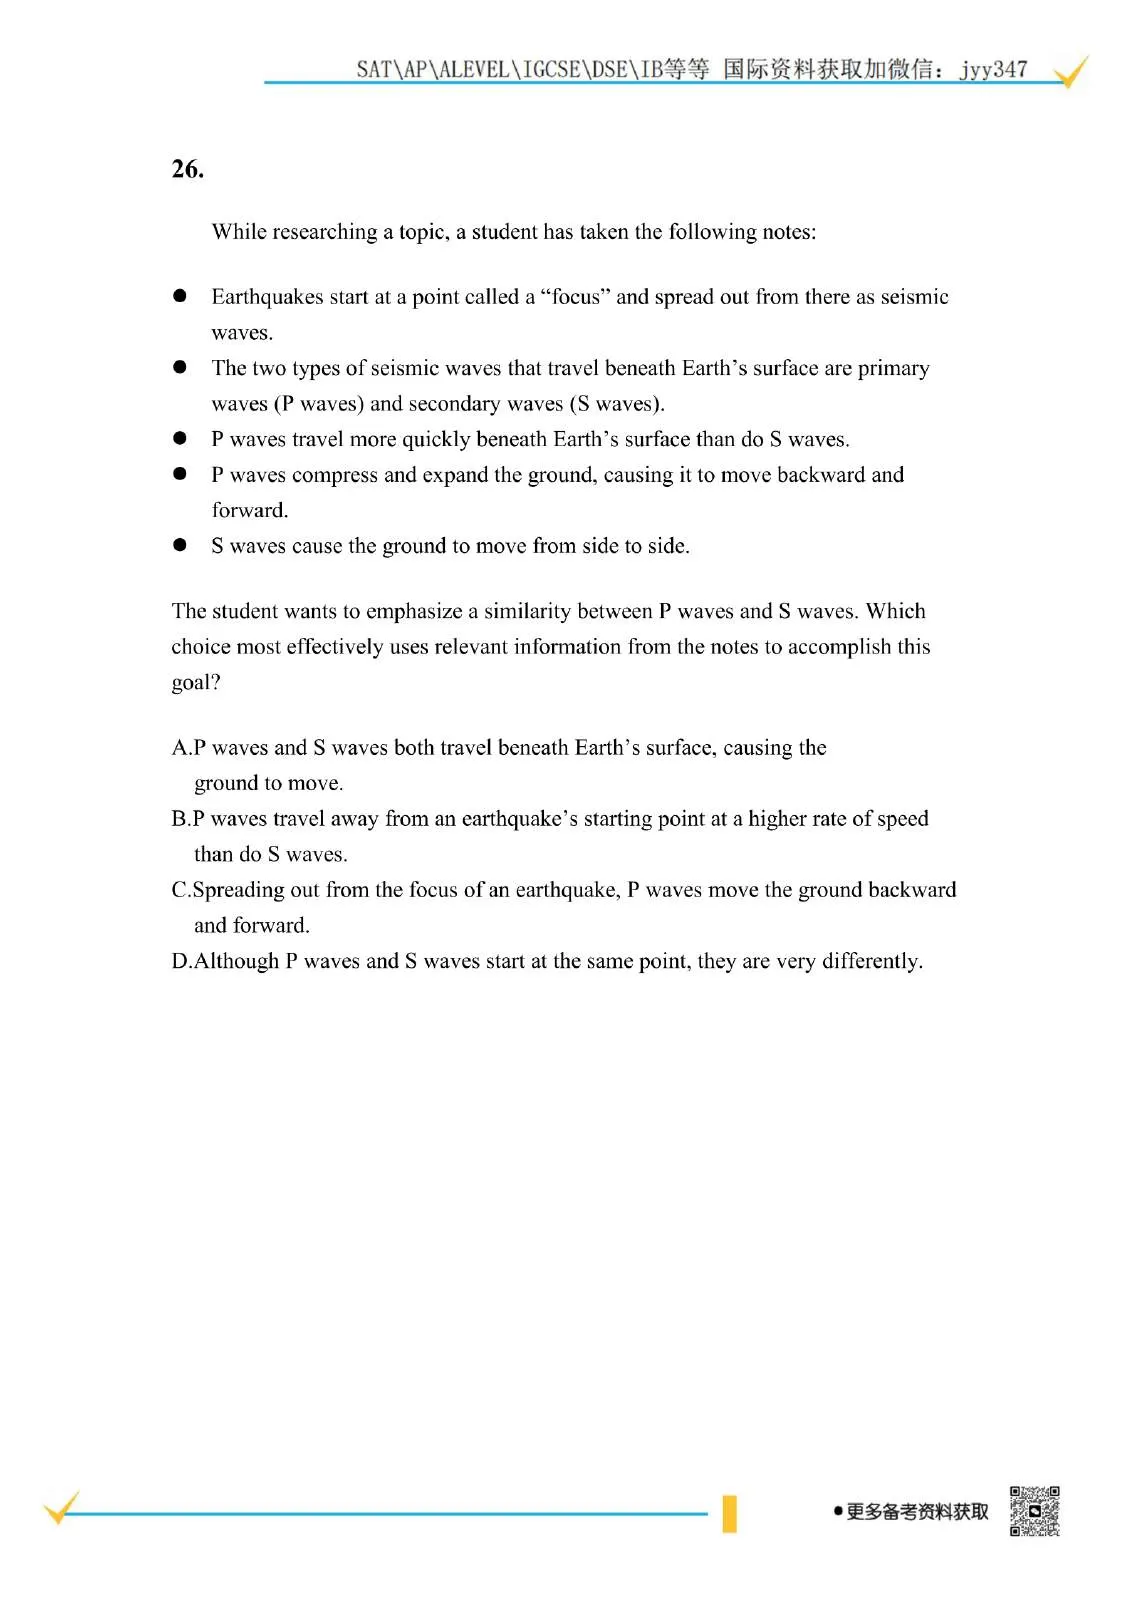 SAT\AP\ALEVEL\IGCSE\DSE\IB等等 国际资料获取加微信：jyy347
26.
While researching a topic, a student has taken the following notes:
● Earthquakes start at a point called a “focus” and spread out from there as seismic
waves.
● The two types of seismic waves that travel beneath Earth’s surface are primary
waves (P waves) and secondary waves (S waves).
● P waves travel more quickly beneath Earth’s surface than do S waves.
● P waves compress and expand the ground, causing it to move backward and
forward.
● S waves cause the ground to move from side to side.
The student wants to emphasize a similarity between P waves and S waves. Which
choice most effectively uses relevant information from the notes to accomplish this
goal?
A.P waves and S waves both travel beneath Earth’s surface, causing the
ground to move.
B.P waves travel away from an earthquake’s starting point at a higher rate of speed
than do S waves.
C.Spreading out from the focus of an earthquake, P waves move the ground backward
and forward.
D.Although P waves and S waves start at the same point, they are very differently.
●更多备考资料获取